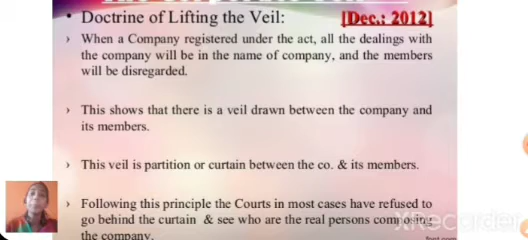 • Doctrine of Lifting the Veil: [Dec.: 2012]
› When a Company registered under the act, all the dealings with
the company will be in the name of company, and the members
will be disregarded.
› This shows that there is a veil drawn between the company and
its members.
› This veil is partition or curtain between the co. & its members.
› Following this principle the Courts in most cases have refused to
go behind the curtain & see who are the real persons composing
the company.
XRecorder